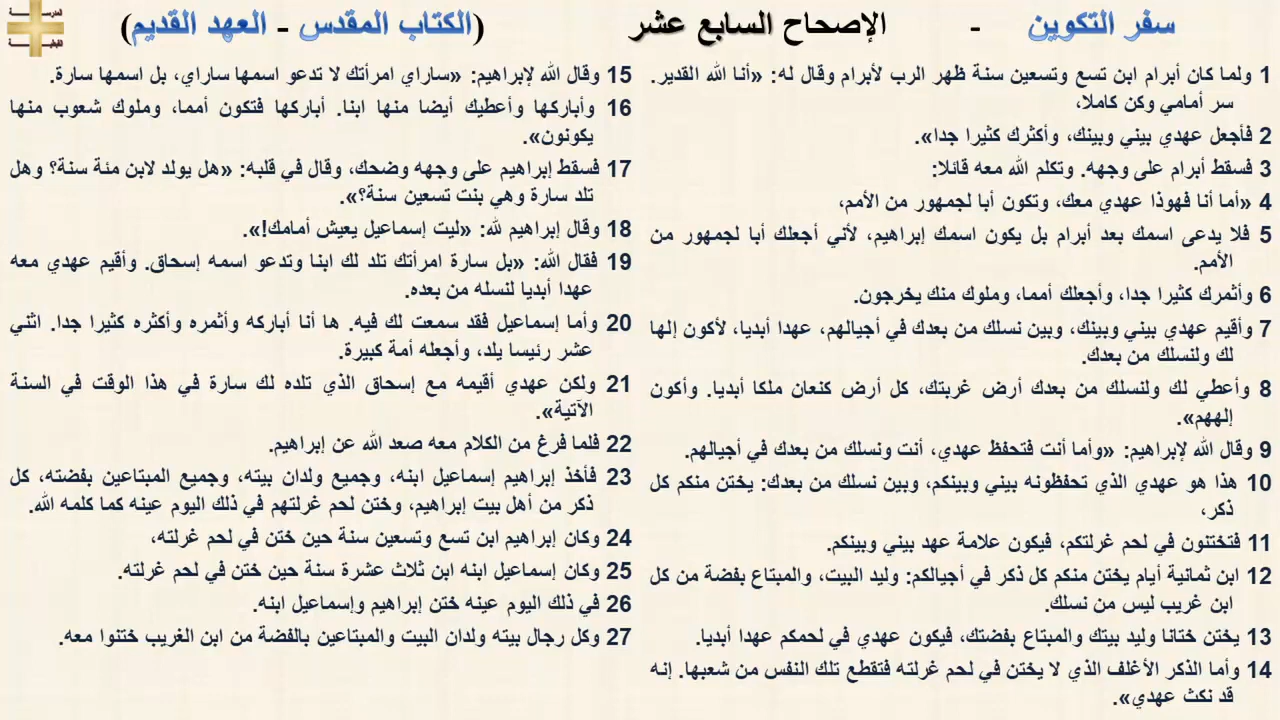 سفر التكوين - الإصحاح السابع عشر (الكتاب المقدس - العهد القديم)
1 ولما كان أبرام ابن تسع وتسعين سنة ظهر الرب لأبرام وقال له: «أنا الله القدير.
سر أمامي وكن كاملا،
2 فأجعل عهدي بيني وبينك، وأكثرك كثيرا جدا».
3 فسقط أبرام على وجهه. وتكلم الله معه قائلا:
4 «أما أنا فهوذا عهدي معك، وتكون أبا لجمهور من الأمم،
5 فلا يدعى اسمك بعد أبرام بل يكون اسمك إبراهيم، لأني أجعلك أبا لجمهور من
الأمم.
6 وأثمرك كثيرا جدا، وأجعلك أمما، وملوك منك يخرجون.
7 وأقيم عهدي بيني وبينك، وبين نسلك من بعدك في أجيالهم، عهدا أبديا، لأكون إلها
لك ولنسلك من بعدك.
8 وأعطي لك ولنسلك من بعدك أرض غربتك، كل أرض كنعان ملكا أبديا. وأكون
إلههم».
9 وقال الله لإبراهيم: «وأما أنت فتحفظ عهدي، أنت ونسلك من بعدك في أجيالهم.
10 هذا هو عهدي الذي تحفظونه بيني وبينكم، وبين نسلك من بعدك: يختن منكم كل
ذكر،
11 فتختنون في لحم غرلتكم، فيكون علامة عهد بيني وبينكم.
12 ابن ثمانية أيام يختن منكم كل ذكر في أجيالكم: وليد البيت، والمبتاع بفضة من كل
ابن غريب ليس من نسلك.
13 يختن ختانا وليد بيتك والمبتاع بفضتك، فيكون عهدي في لحمكم عهدا أبديا.
14 وأما الذكر الأغلف الذي لا يختن في لحم غرلته فتقطع تلك النفس من شعبها. إنه
قد نكث عهدي».
15 وقال الله لإبراهيم: «ساراي امرأتك لا تدعو اسمها ساراي، بل اسمها سارة.
16 وأباركها وأعطيك أيضا منها ابنا. أباركها فتكون أمما، وملوك شعوب منها
يكونون».
17 فسقط إبراهيم على وجهه وضحك، وقال في قلبه: «هل يولد لابن مئة سنة؟ وهل
تلد سارة وهي بنت تسعين سنة؟».
18 وقال إبراهيم لله: «ليت إسماعيل يعيش أمامك!».
19 فقال الله: «بل سارة امرأتك تلد لك ابنا وتدعو اسمه إسحاق. وأقيم عهدي معه
عهدا أبديا لنسله من بعده.
20 وأما إسماعيل فقد سمعت لك فيه. ها أنا أباركه وأثمره وأكثره كثيرا جدا. اثني
عشر رئيسا يلد، وأجعله أمة كبيرة.
21 ولكن عهدي أقيمه مع إسحاق الذي تلده لك سارة في هذا الوقت في السنة
الآتية».
22 فلما فرغ من الكلام معه صعد الله عن إبراهيم.
23 فأخذ إبراهيم إسماعيل ابنه، وجميع ولدان بيته، وجميع المبتاعين بفضته، كل
ذكر من أهل بيت إبراهيم، وختن لحم غرلتهم في ذلك اليوم عينه كما كلمه الله.
24 وكان إبراهيم ابن تسع وتسعين سنة حين ختن في لحم غرلته،
25 وكان إسماعيل ابنه ابن ثلاث عشرة سنة حين ختن في لحم غرلته.
26 في ذلك اليوم عينه ختن إبراهيم وإسماعيل ابنه.
27 وكل رجال بيته ولدان البيت والمبتاعين بالفضة من ابن الغريب ختنوا معه.